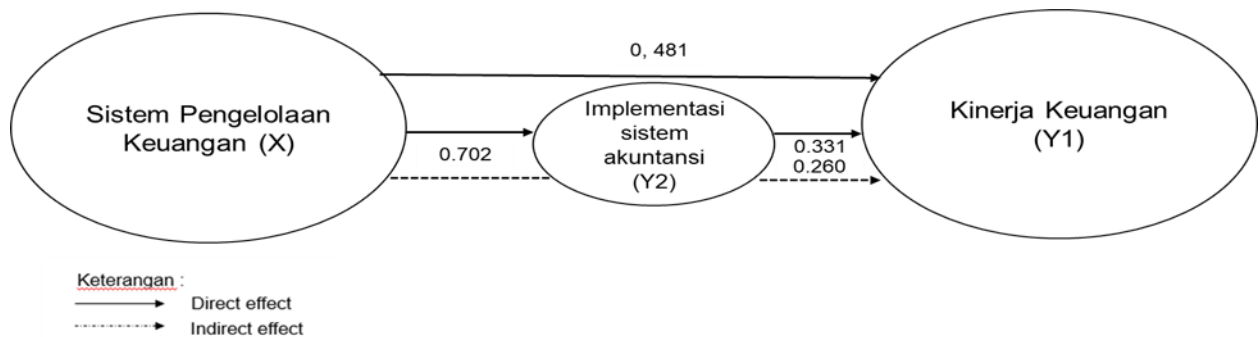 0, 481
Sistem Pengelolaan
Keuangan (X)
0.702
Implementasi
sistem
akuntansi
(Y2)
0.331
0.260
Kinerja Keuangan
(Y1)
Keterangan :
Direct effect
Indirect effect